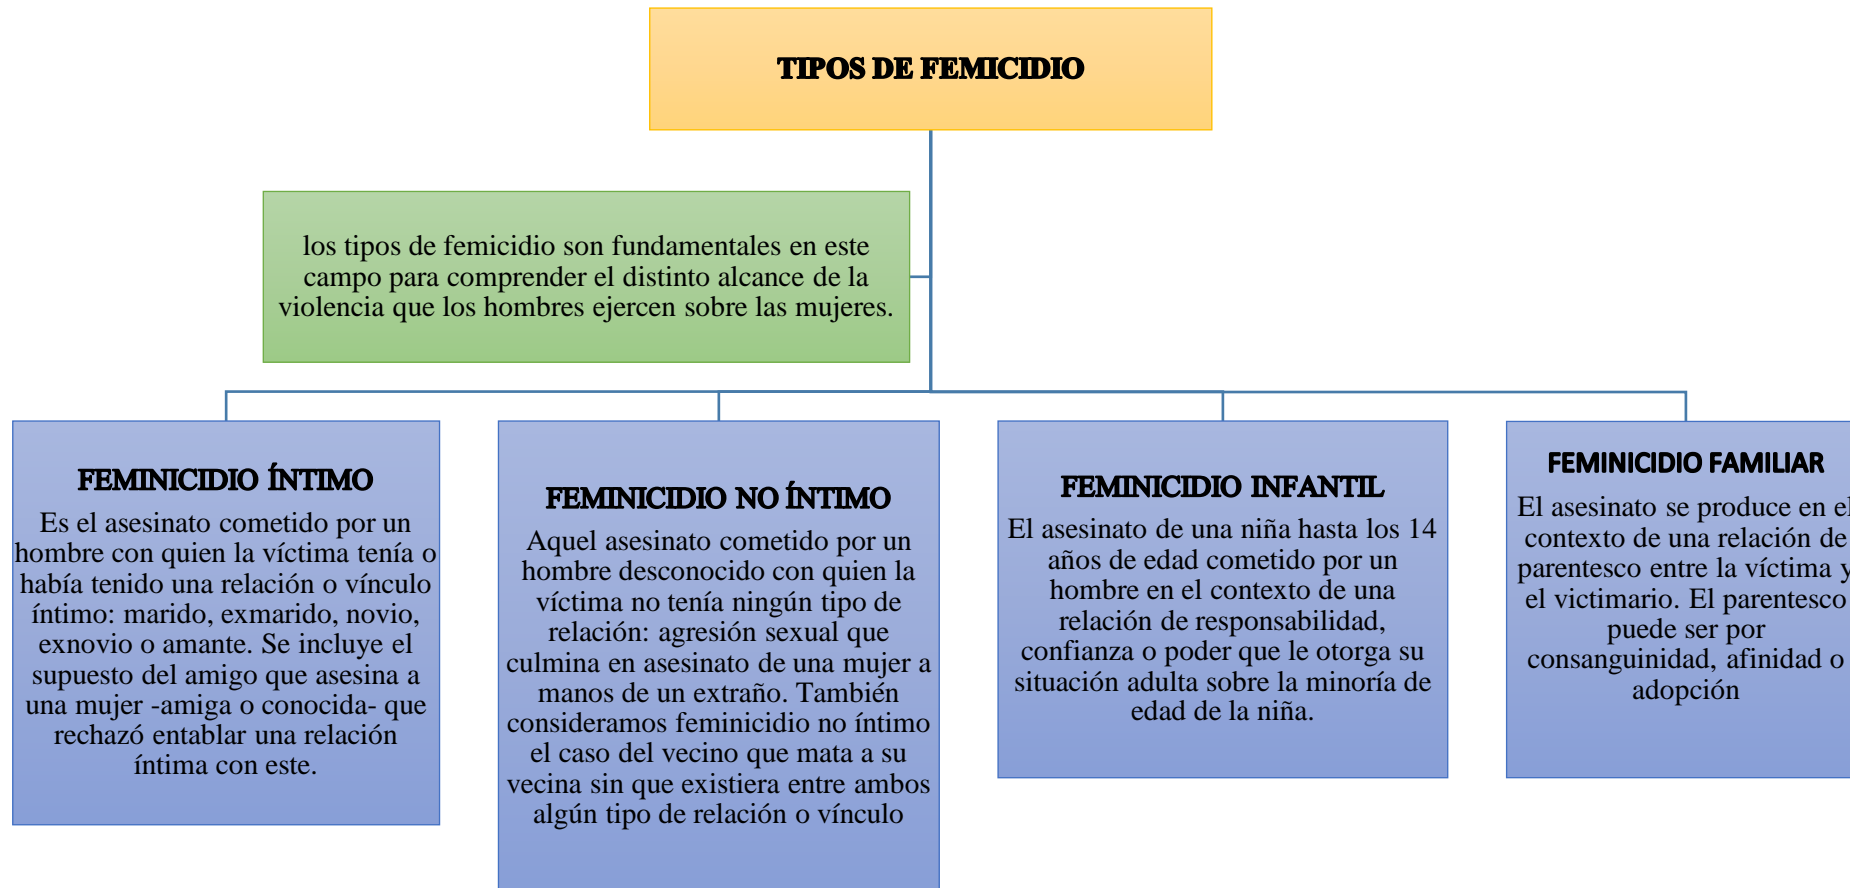 TIPOS DE FEMICIDIO
los tipos de femicidio son fundamentales en este
campo para comprender el distinto alcance de la
violencia que los hombres ejercen sobre las mujeres.
FEMINICIDIO ÍNTIMO
Es el asesinato cometido por un
hombre con quien la víctima tenía o
había tenido una relación o vínculo
íntimo: marido, exmarido, novio,
exnovio o amante. Se incluye el
supuesto del amigo que asesina a
una mujer -amiga o conocida- que
rechazó entablar una relación
íntima con este.
FEMINICIDIO NO ÍNTIMO
Aquel asesinato cometido por un
hombre desconocido con quien la
víctima no tenía ningún tipo de
relación: agresión sexual que
culmina en asesinato de una mujer a
manos de un extraño. También
consideramos feminicidio no íntimo
el caso del vecino que mata a su
vecina sin que existiera entre ambos
algún tipo de relación o vínculo
FEMINICIDIO INFANTIL
El asesinato de una niña hasta los 14
años de edad cometido por un
hombre en el contexto de una
relación de responsabilidad,
confianza o poder que le otorga su
situación adulta sobre la minoría de
edad de la niña.
FEMINICIDIO FAMILIAR
El asesinato se produce en el
contexto de una relación de
parentesco entre la víctima y
el victimario. El parentesco
puede ser por
consanguinidad, afinidad o
adopción